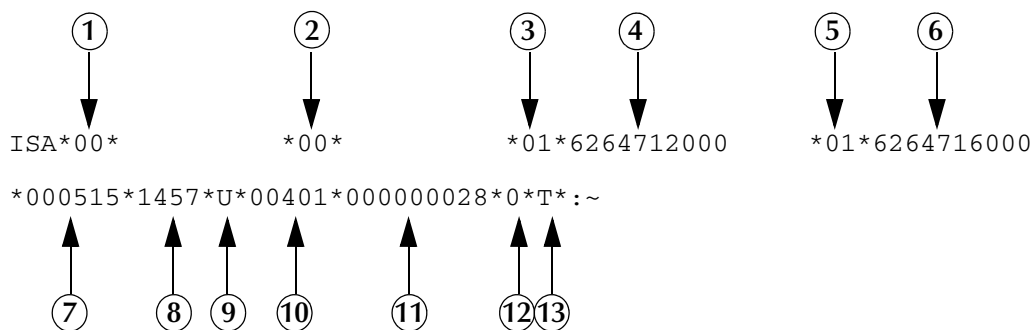 1 2 3 4 5 6
ISA*00*          *00*          *01*6264712000     *01*6264716000
*000515*1457*U*00401*000000028*0*T*:~
7 8 9 10 11 12 13